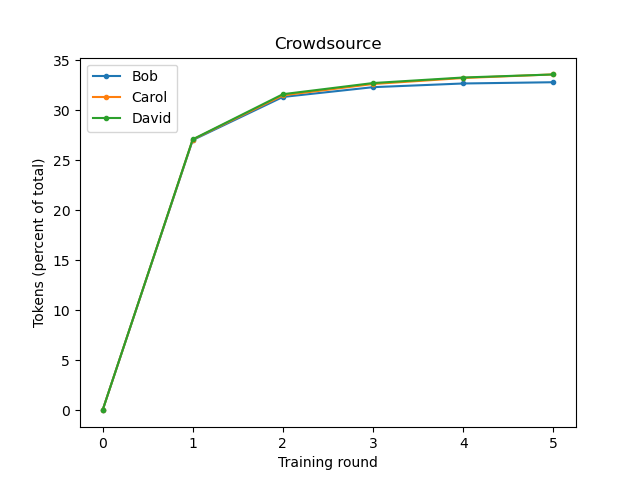 Crowdsource
Bob
Carol
David
Tokens (percent of total)
35
30
25
20
15
10
5
0
0 1 2 3 4 5
Training round